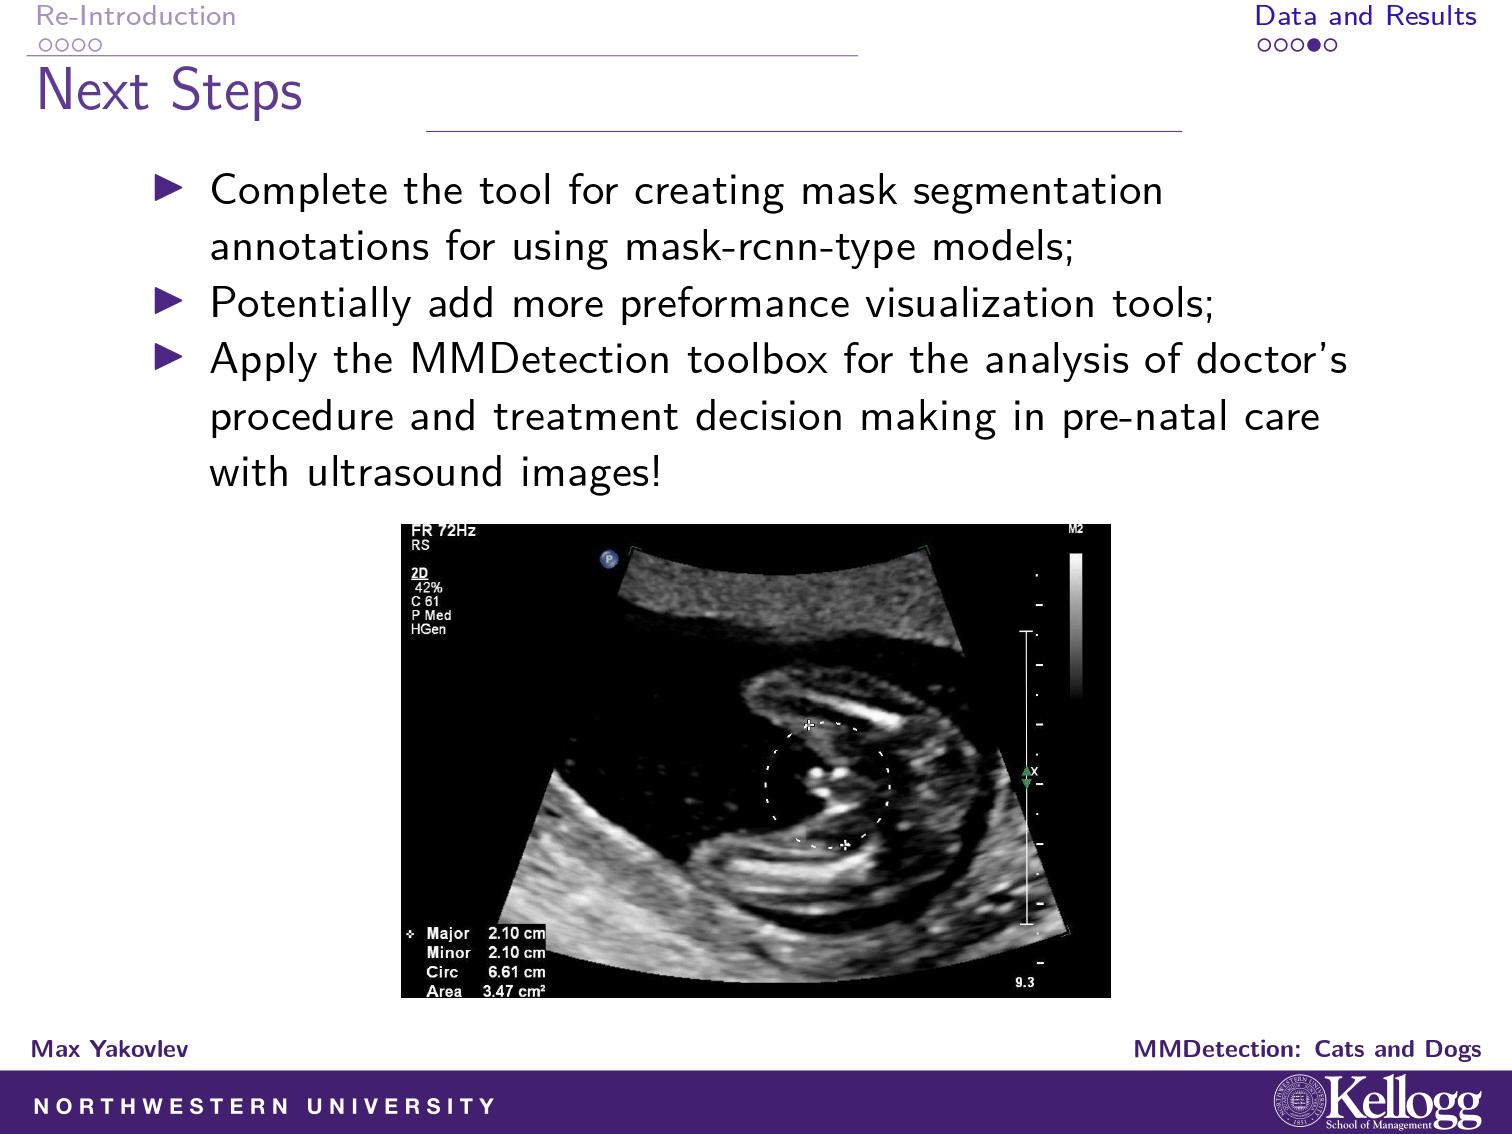 Re-Introduction
Data and Results
Next Steps
Complete the tool for creating mask segmentation
annotations for using mask-rcnn-type models;
Potentially add more preformance visualization tools;
Apply the MMDetection toolbox for the analysis of doctor's
procedure and treatment decision making in pre-natal care
with ultrasound images!
FR 72Hz
RS
2D
42%
C 61
P Med
HGen
P
M2
X
Major 2.10 cm
Minor 2.10 cm
Circ 6.61 cm
Area 3.47 cm²
9.3
Max Yakovlev
MMDetection: Cats and Dogs
NORTHWESTERN UNIVERSITY
Kellogg
School of Management